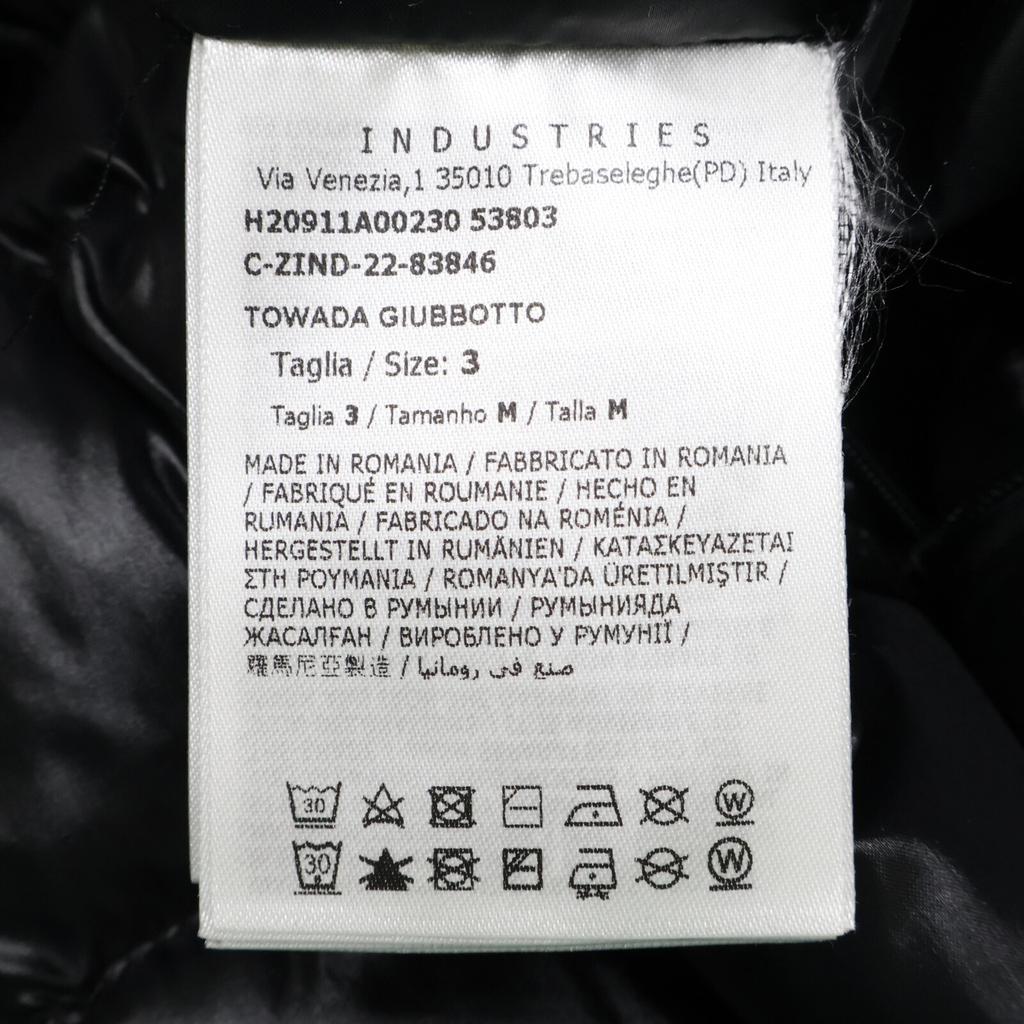 INDUSTRIES
Via Venezia,1 35010 Trebaseleghe(PD) Italy
H20911A00230 53803
C-ZIND-22-83846
TOWADA GIUBBOTTO
Taglia / Size: 3
Taglia 3 / Tamanho M / Talla M
MADE IN ROMANIA / FABBRICATO IN ROMANIA
/ FABRIQUÉ EN ROUMANIE / HECHO EN
RUMANIA / FABRICADO NA ROMÉNIA /
HERGESTELLT IN RUMÄNIEN / ΚΑΤΑΣΚΕΥΑΖΕΤΑΙ
ΣΤΗ ΡΟΥΜΑΝΙΑ / ROMANYA'DA ÜRETILMIŞTIR /
СДЕЛАНО В РУМЫНИИ / РУМЫНИЯДА
ЖАСАЛҒАН / ВИРОБЛЕНО У РУМУНІЇ /
羅馬尼亞製造 / صنع في رومانيا
30 W
30 W